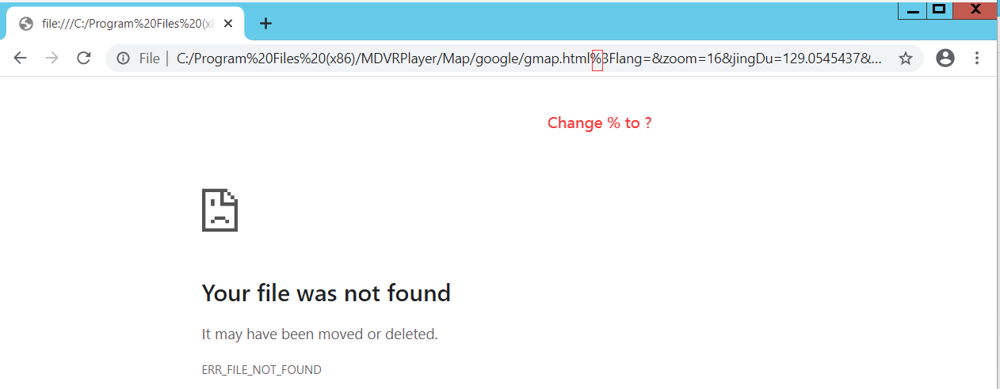 file:///C:/Program%20Files%20(x8
File | C:/Program%20Files%20(x86)/MDVRPlayer/Map/google/gmap.html%3Flang=&zoom=16&jingDu=129.0545437&...
Change % to ?
Your file was not found
It may have been moved or deleted.
ERR_FILE_NOT_FOUND